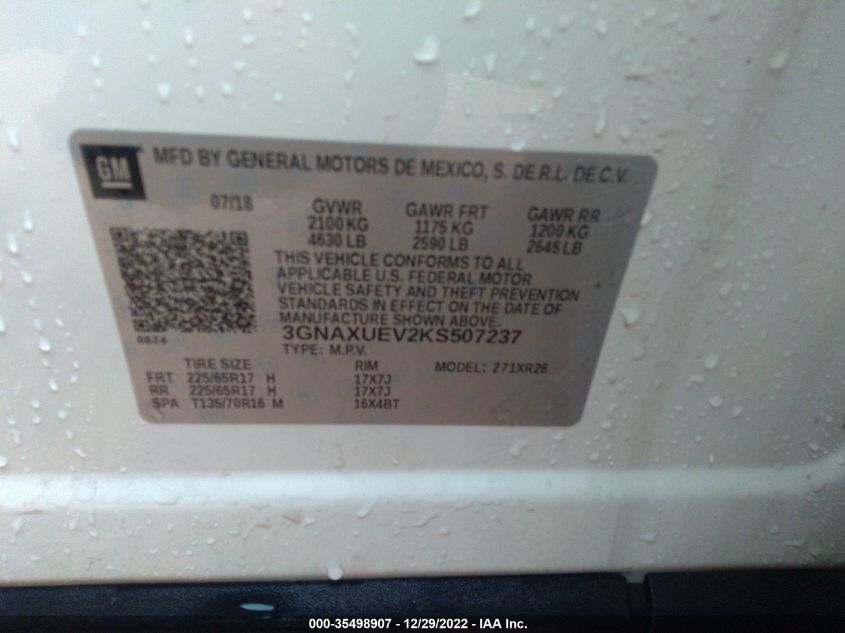 GM
MFD BY GENERAL MOTORS DE MEXICO, S. DE R.L. DE C.V.
07/18 GVWR GAWR FRT GAWR RR
2100 KG 1175 KG 1200 KG
4630 LB 2590 LB 2645 LB
THIS VEHICLE CONFORMS TO ALL
APPLICABLE U.S. FEDERAL MOTOR
VEHICLE SAFETY AND THEFT PREVENTION
STANDARDS IN EFFECT ON THE DATE OF
MANUFACTURE SHOWN ABOVE.
3GNAXUEV2KS507237
TYPE: M.P.V.
TIRE SIZE RIM MODEL: 271XR26
FRT 225/65R17 H 17X7J
RR 225/65R17 H 17X7J
SPA T135/70R16 M 16X4BT
000-35498907 - 12/29/2022 - IAA Inc.